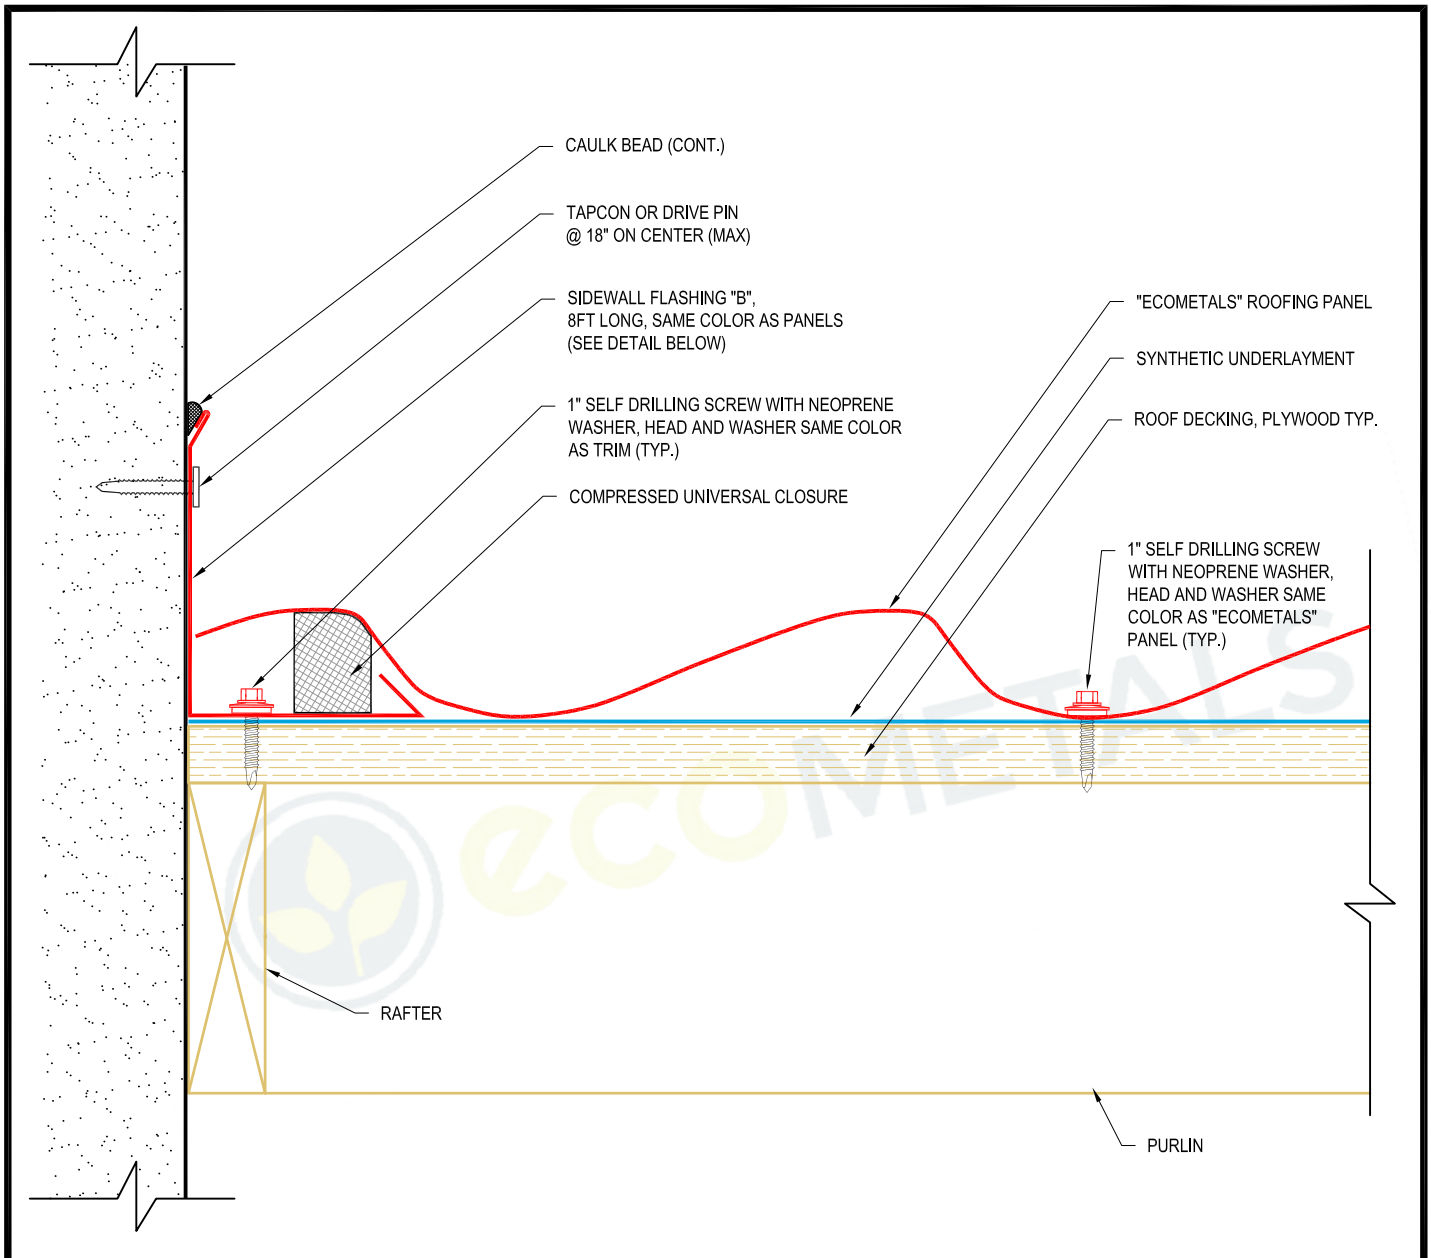 CAULK BEAD (CONT.)
TAPCON OR DRIVE PIN
@ 18" ON CENTER (MAX)
SIDEWALL FLASHING "B",
8FT LONG, SAME COLOR AS PANELS
(SEE DETAIL BELOW)
1" SELF DRILLING SCREW WITH NEOPRENE
WASHER, HEAD AND WASHER SAME COLOR
AS TRIM (TYP.)
COMPRESSED UNIVERSAL CLOSURE
"ECOMETALS" ROOFING PANEL
SYNTHETIC UNDERLAYMENT
ROOF DECKING, PLYWOOD TYP.
1" SELF DRILLING SCREW
WITH NEOPRENE WASHER,
HEAD AND WASHER SAME
COLOR AS "ECOMETALS"
PANEL (TYP.)
ecoMETALS
RAFTER
PURLIN